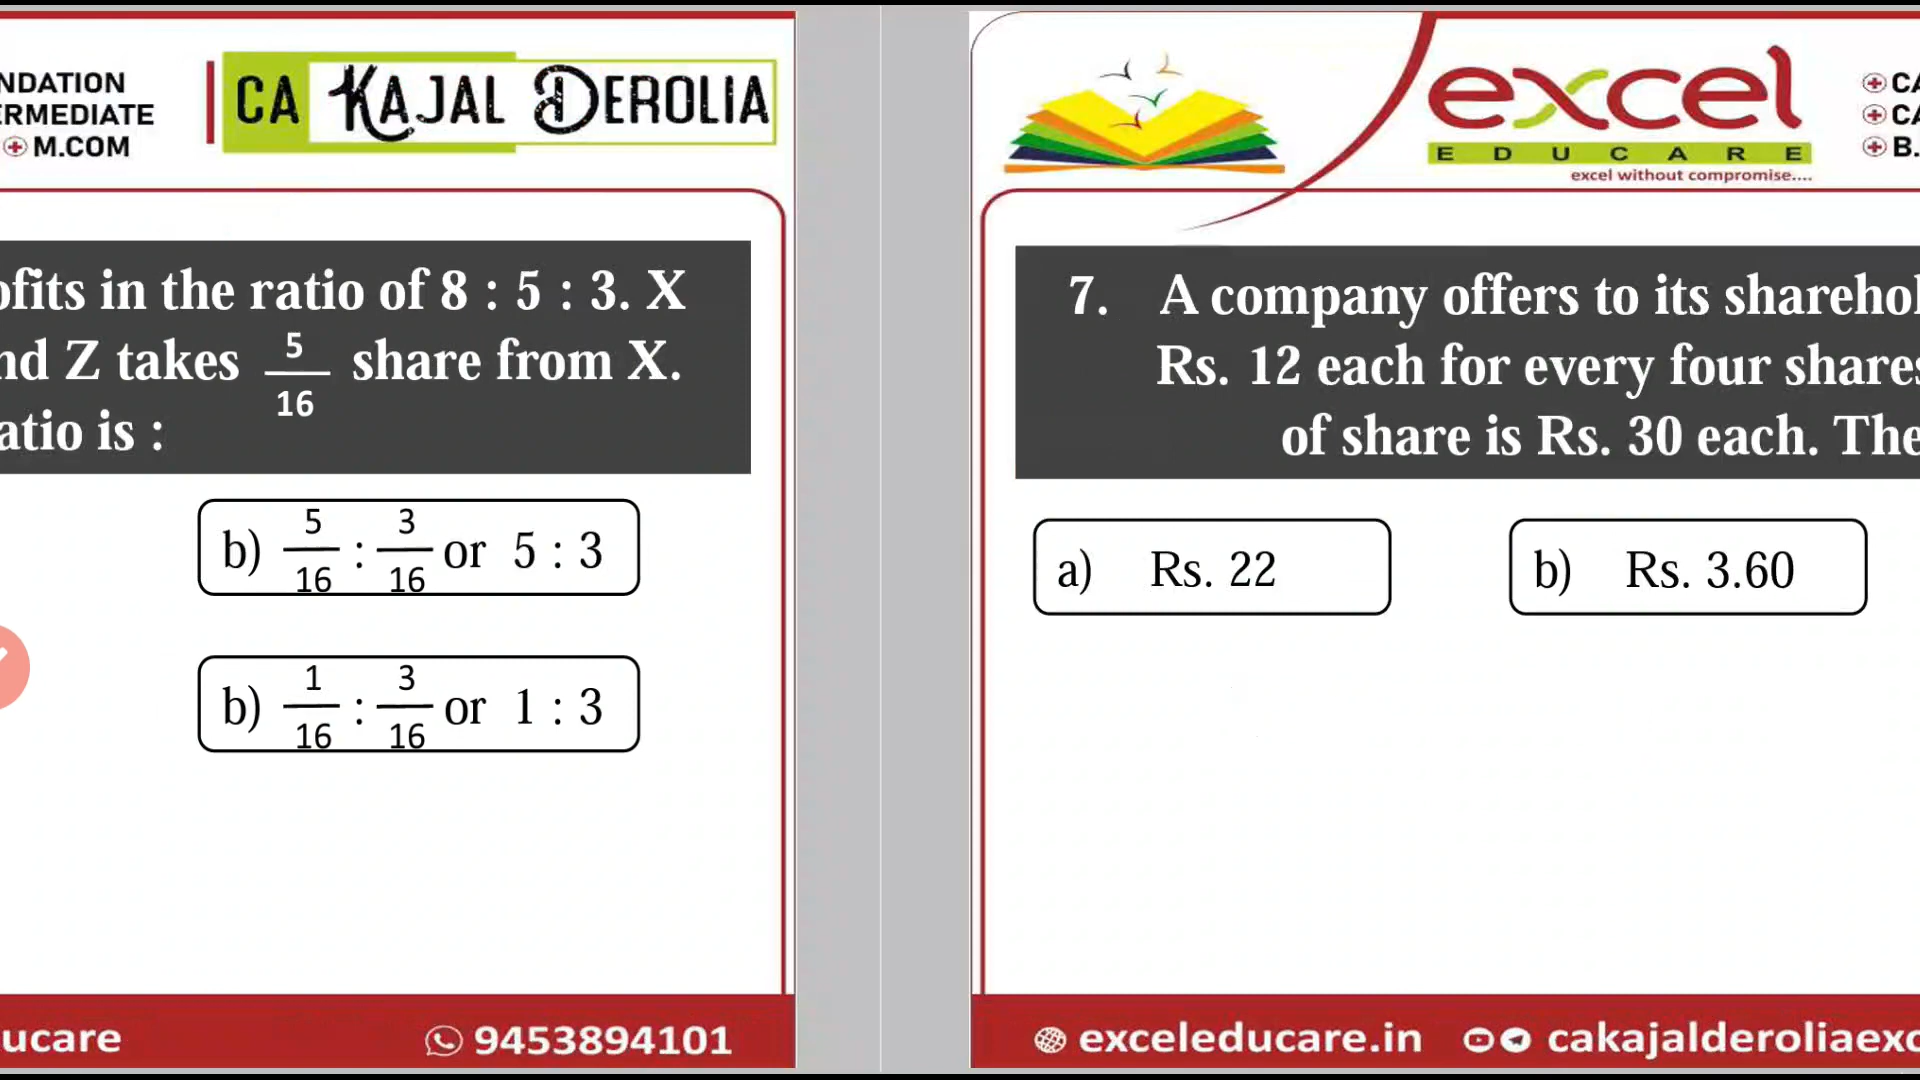 NDATION
ERMEDIATE
M.COM
CA KAJAL DEROLIA
ofits in the ratio of 8 : 5 : 3. X
nd Z takes 5/16 share from X.
atio is :
b) 5/16 : 3/16 or 5 : 3
b) 1/16 : 3/16 or 1 : 3
ucare
9453894101
excel
EDUCARE
excel without compromise....
CA
CA
B.
7. A company offers to its sharehol
Rs. 12 each for every four shares
of share is Rs. 30 each. The
a) Rs. 22
b) Rs. 3.60
exceleducare.in
cakajalderoliaexc